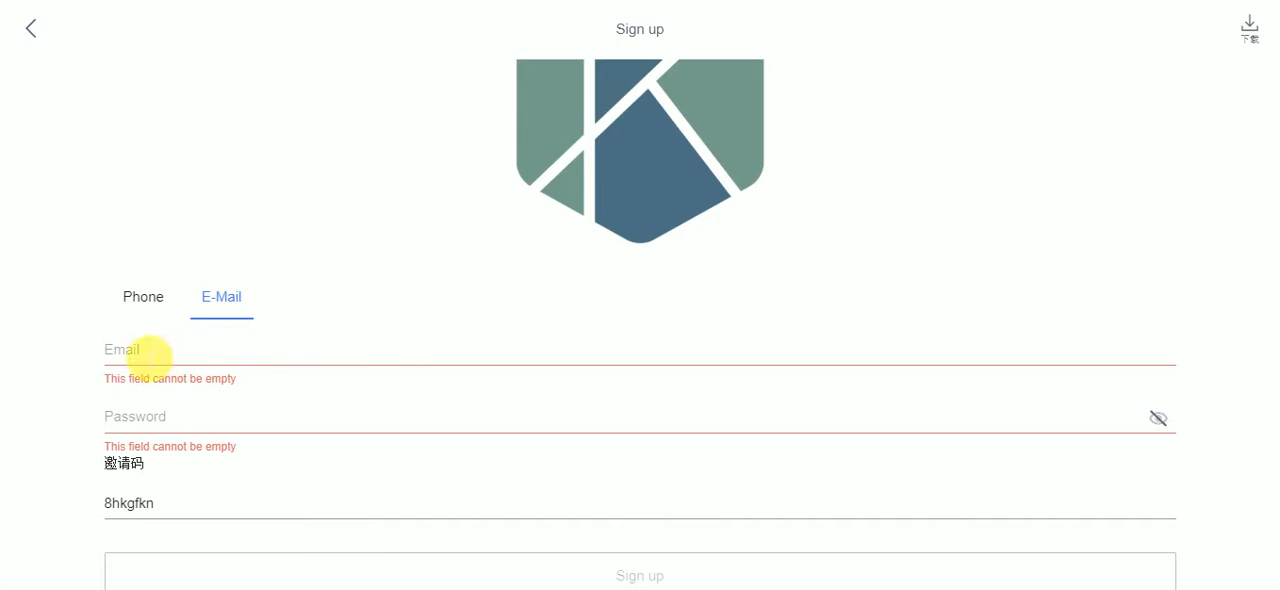 Sign up
下载
Phone
E-Mail
Email
This field cannot be empty
Password
This field cannot be empty
邀请码
8hkgfkn
Sign up